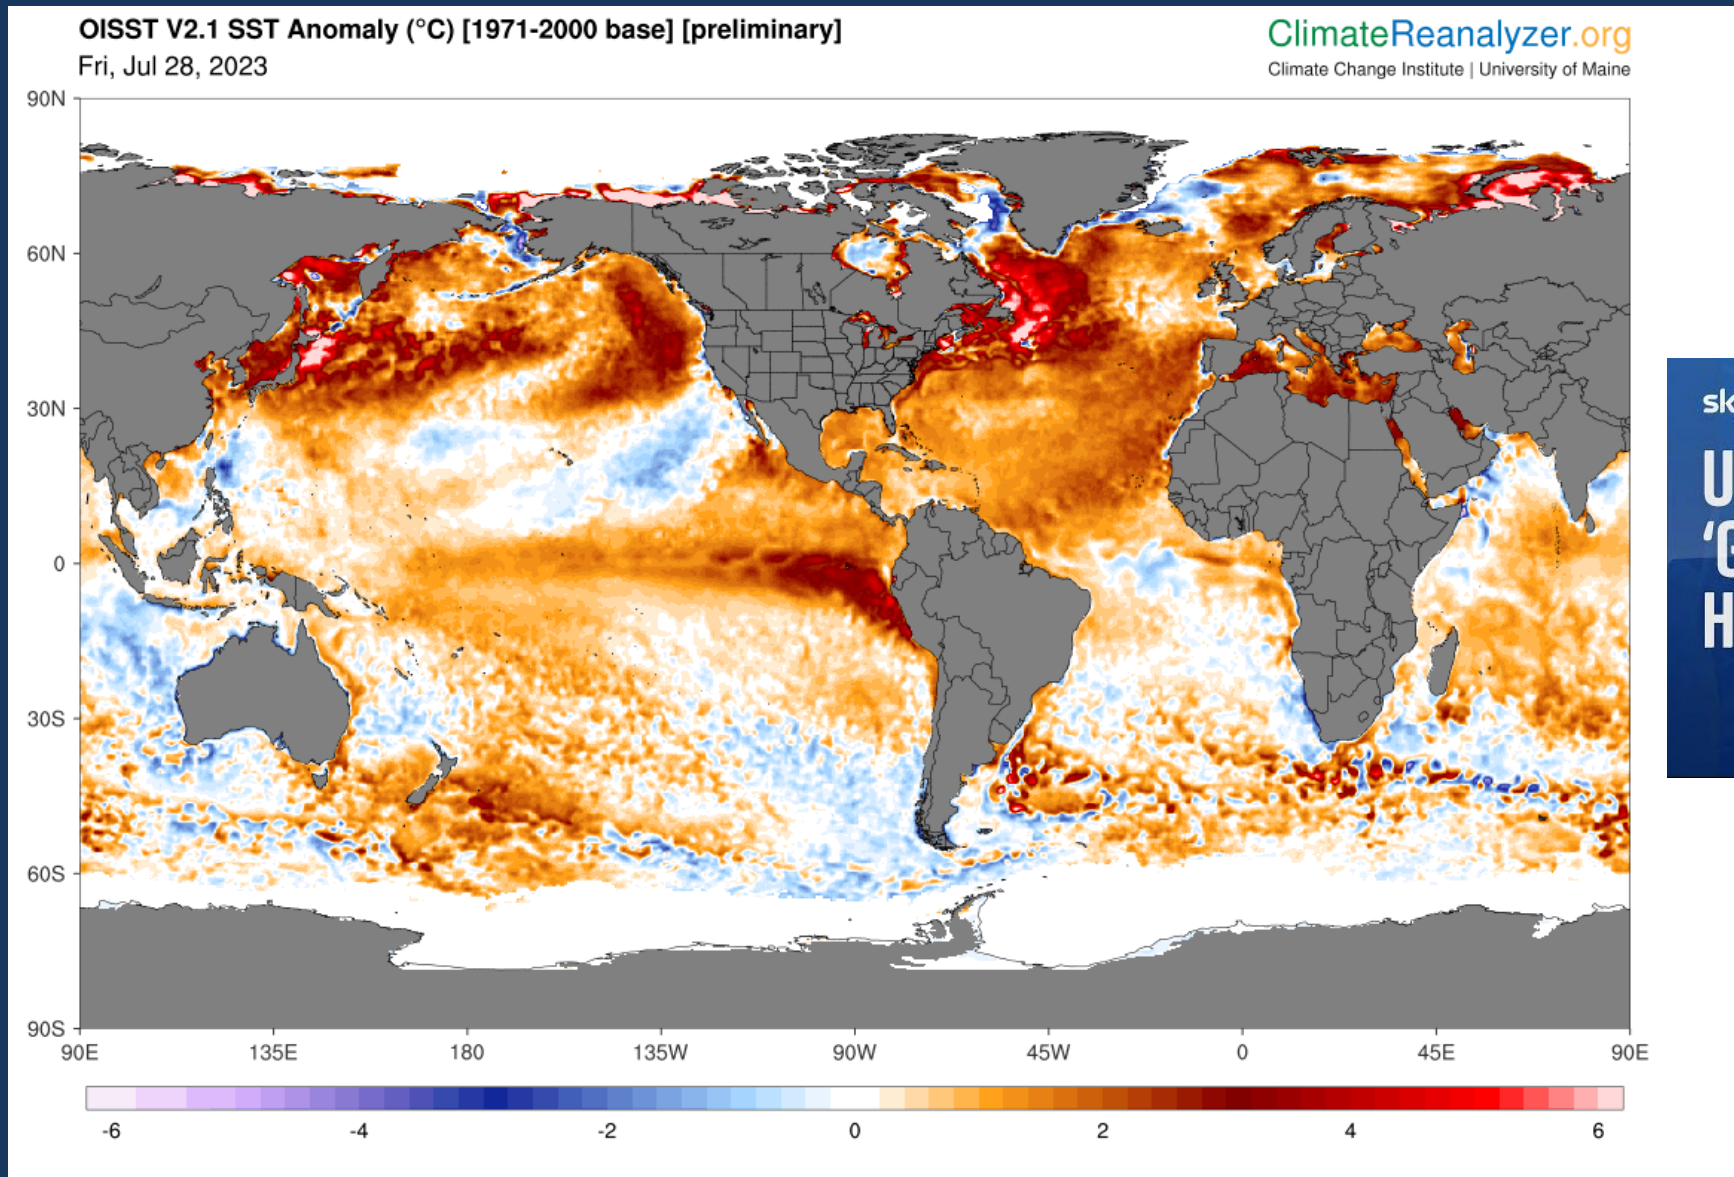 OISST V2.1 SST Anomaly (°C) [1971-2000 base] [preliminary]
Fri, Jul 28, 2023
ClimateReanalyzer.org
Climate Change Institute | University of Maine
90N
60N
30N
0
30S
60S
90S
90E 135E 180 135W 90W 45W 0 45E 90E
-6 -4 -2 0 2 4 6
sk
U
H